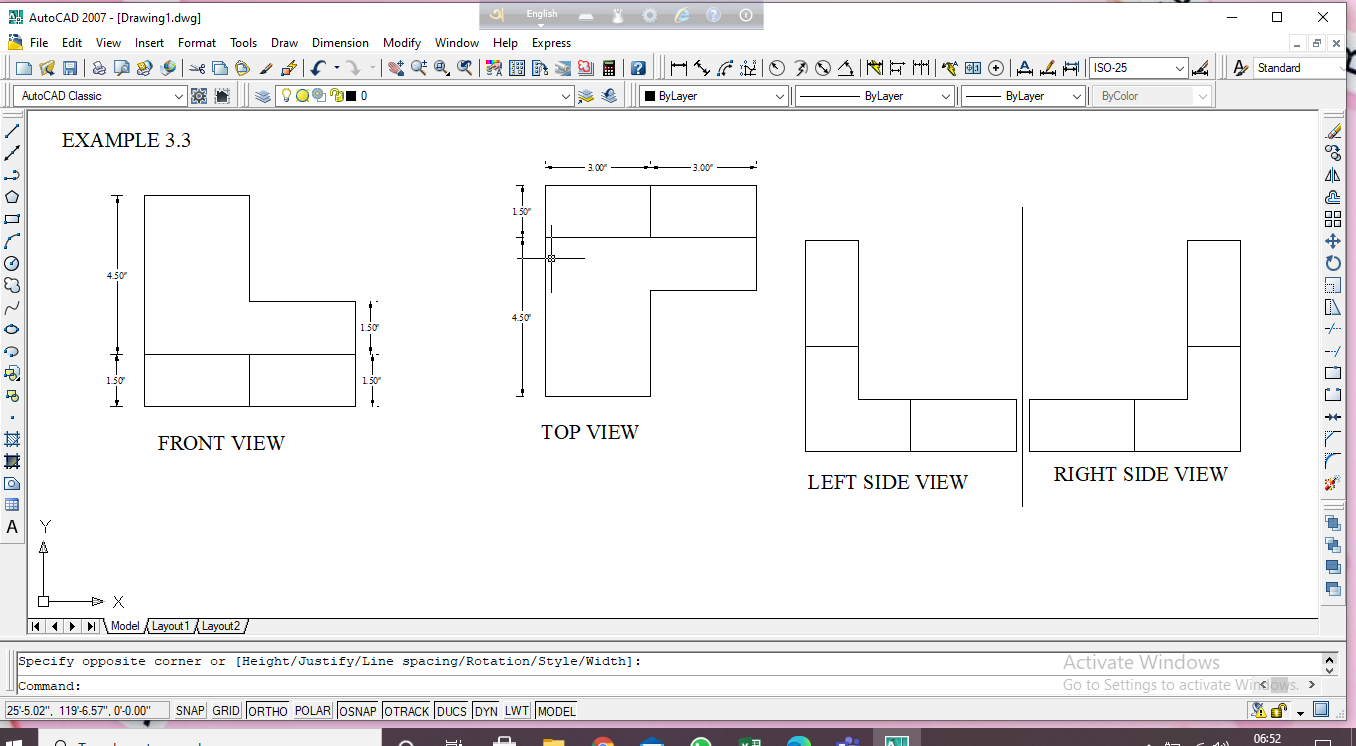 AutoCAD 2007 - [Drawing1.dwg]
English
File Edit View Insert Format Tools Draw Dimension Modify Window Help Express
ISO-25
Standard
AutoCAD Classic
0
ByLayer
ByLayer
ByLayer
ByColor
EXAMPLE 3.3
4.50"
1.50"
1.50"
1.50"
FRONT VIEW
3.00"
3.00"
1.50"
4.50"
TOP VIEW
LEFT SIDE VIEW
RIGHT SIDE VIEW
A
Y
X
Model Layout1 Layout2
Specify opposite corner or [Height/Justify/Line spacing/Rotation/Style/Width]:
Command:
Activate Windows
Go to Settings to activate Windows.
25'-5.02", 119'-6.57", 0'-0.00" SNAP GRID ORTHO POLAR OSNAP OTRACK DUCS DYN LWT MODEL
06:52